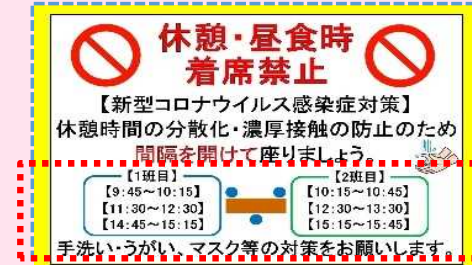 休憩・昼食時
着席禁止
【新型コロナウイルス感染症対策】
休憩時間の分散化・濃厚接触の防止のため
間隔を開けて座りましょう。
【1班目】
【9:45～10:15】
【11:30～12:30】
【14:45～15:15】
【2班目】
【10:15～10:45】
【12:30～13:30】
【15:15～15:45】
手洗い・うがい、マスク等の対策をお願いします。